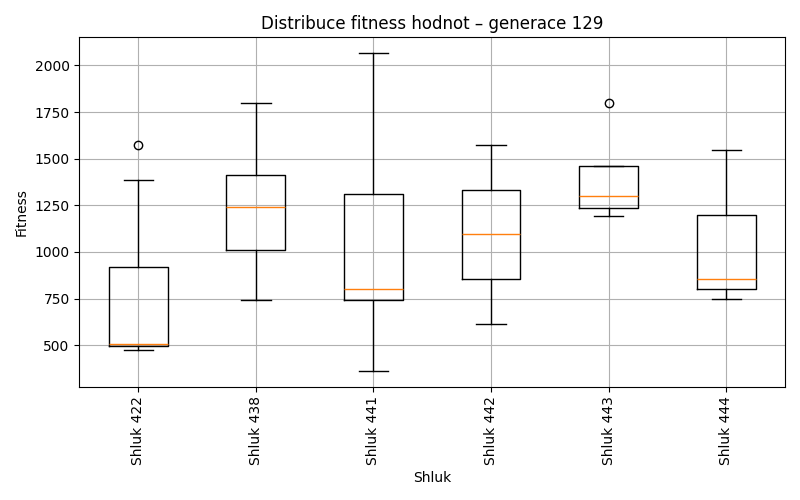 Distribuce fitness hodnot – generace 129
Fitness
2000
1750
1500
1250
1000
750
500
Shluk 422
Shluk 438
Shluk 441
Shluk 442
Shluk 443
Shluk 444
Shluk